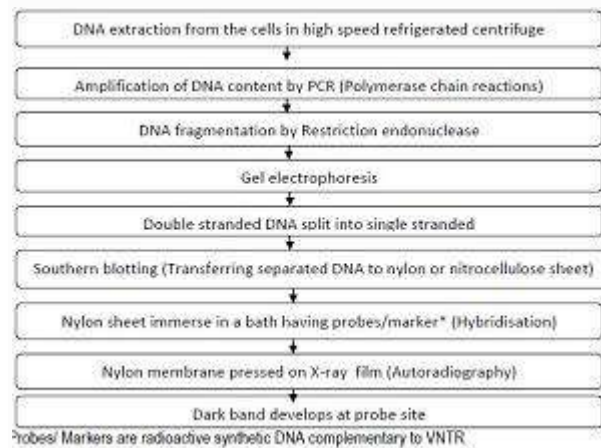 DNA extraction from the cells in high speed refrigerated centrifuge
Amplification of DNA content by PCR (Polymerase chain reactions)
DNA fragmentation by Restriction endonuclease
Gel electrophoresis
Double stranded DNA split into single stranded
Southern blotting (Transferring separated DNA to nylon or nitrocellulose sheet)
Nylon sheet immerse in a bath having probes/marker* (Hybridisation)
Nylon membrane pressed on X-ray film (Autoradiography)
Dark band develops at probe site
robes/ Markers are radioactive synthetic DNA complementary to VNTR